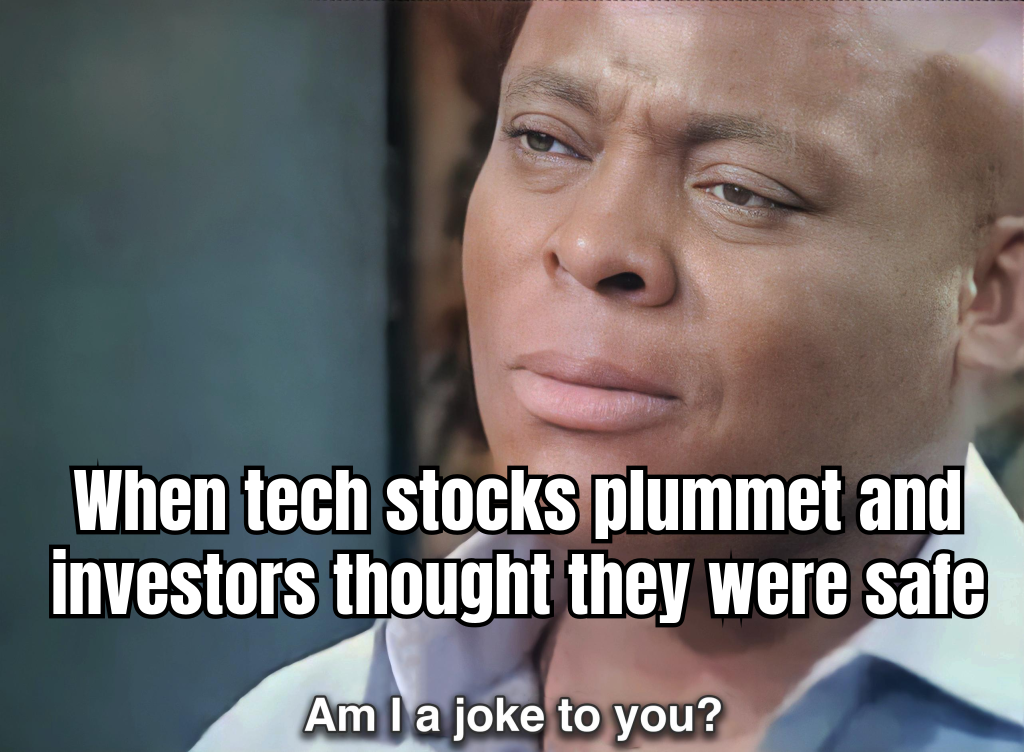 When tech stocks plummet and
investors thought they were safe
Am I a joke to you?